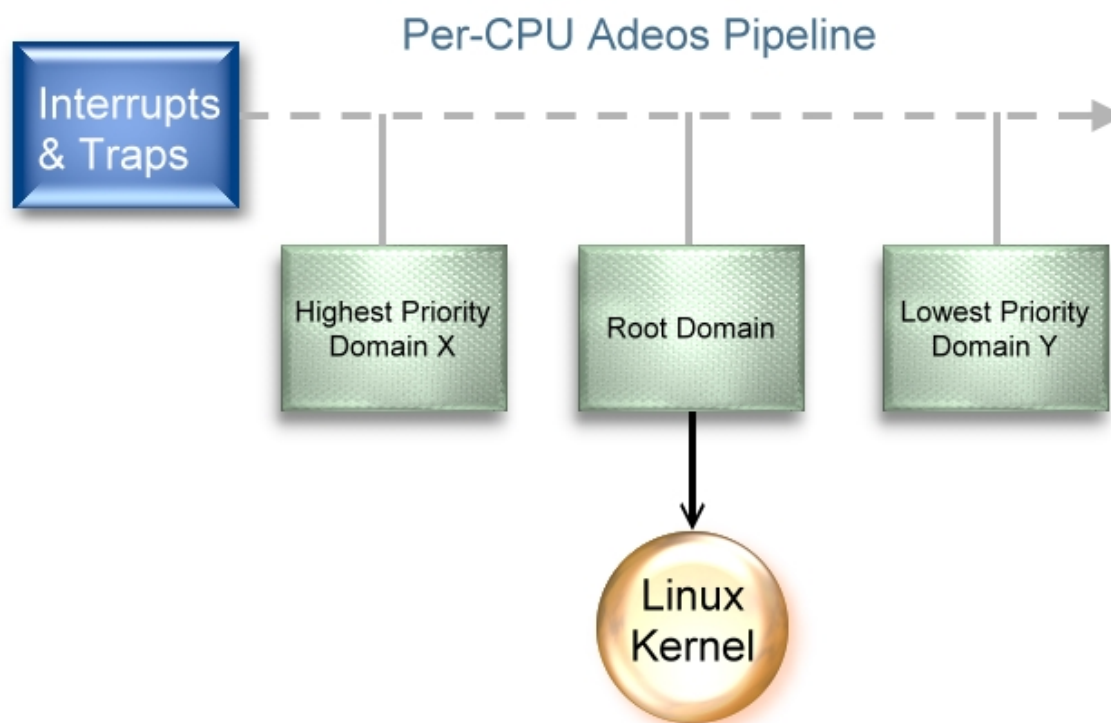 Per-CPU Adeos Pipeline
Interrupts
& Traps
Highest Priority
Domain X
Root Domain
Lowest Priority
Domain Y
Linux
Kernel